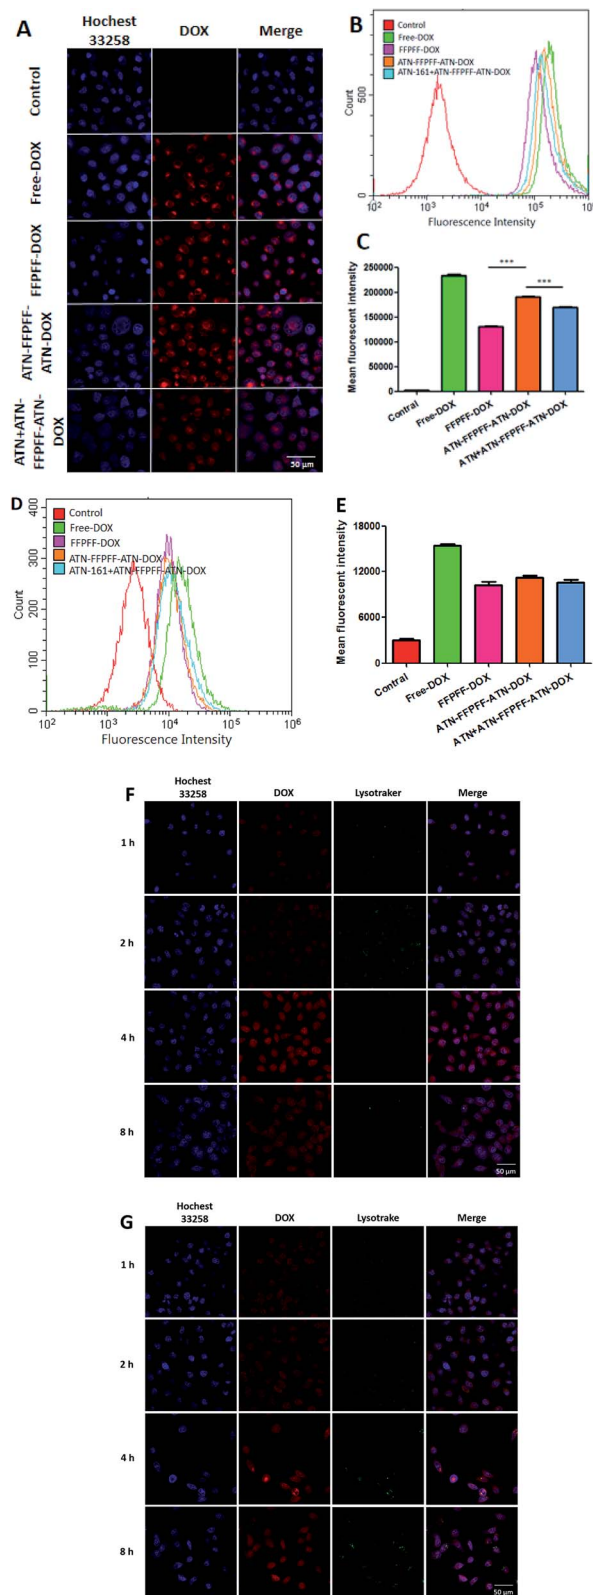 A
Hochest
33258
DOX
Merge
Control
Free-DOX
FFPFF-DOX
ATN-FFPFF-
ATN-DOX
ATN+ATN-
FFPFF-ATN-
DOX
50 μm
B
Control
Free-DOX
FFPFF-DOX
ATN-FFPFF-ATN-DOX
ATN-161+ATN-FFPFF-ATN-DOX
Count
500
0
10² 10³ 10⁴ 10⁵ 10⁶
Fluorescence Intensity
C
Mean fluorescent intensity
250000
200000
150000
100000
50000
0
***
***
Contral
Free-DOX
FFPFF-DOX
ATN-FFPFF-ATN-DOX
ATN+ATN-FFPFF-ATN-DOX
D
Control
Free-DOX
FFPFF-DOX
ATN-FFPFF-ATN-DOX
ATN-161+ATN-FFPFF-ATN-DOX
Count
400
300
200
100
0
10² 10³ 10⁴ 10⁵ 10⁶
Fluorescence Intensity
E
Mean fluorescent intensity
18000
12000
6000
0
Contral
Free-DOX
FFPFF-DOX
ATN-FFPFF-ATN-DOX
ATN+ATN-FFPFF-ATN-DOX
F
Hochest
33258
DOX
Lysotraker
Merge
1 h
2 h
4 h
8 h
50 μm
G
Hochest
33258
DOX
Lysotrake
Merge
1 h
2 h
4 h
8 h
50 μm